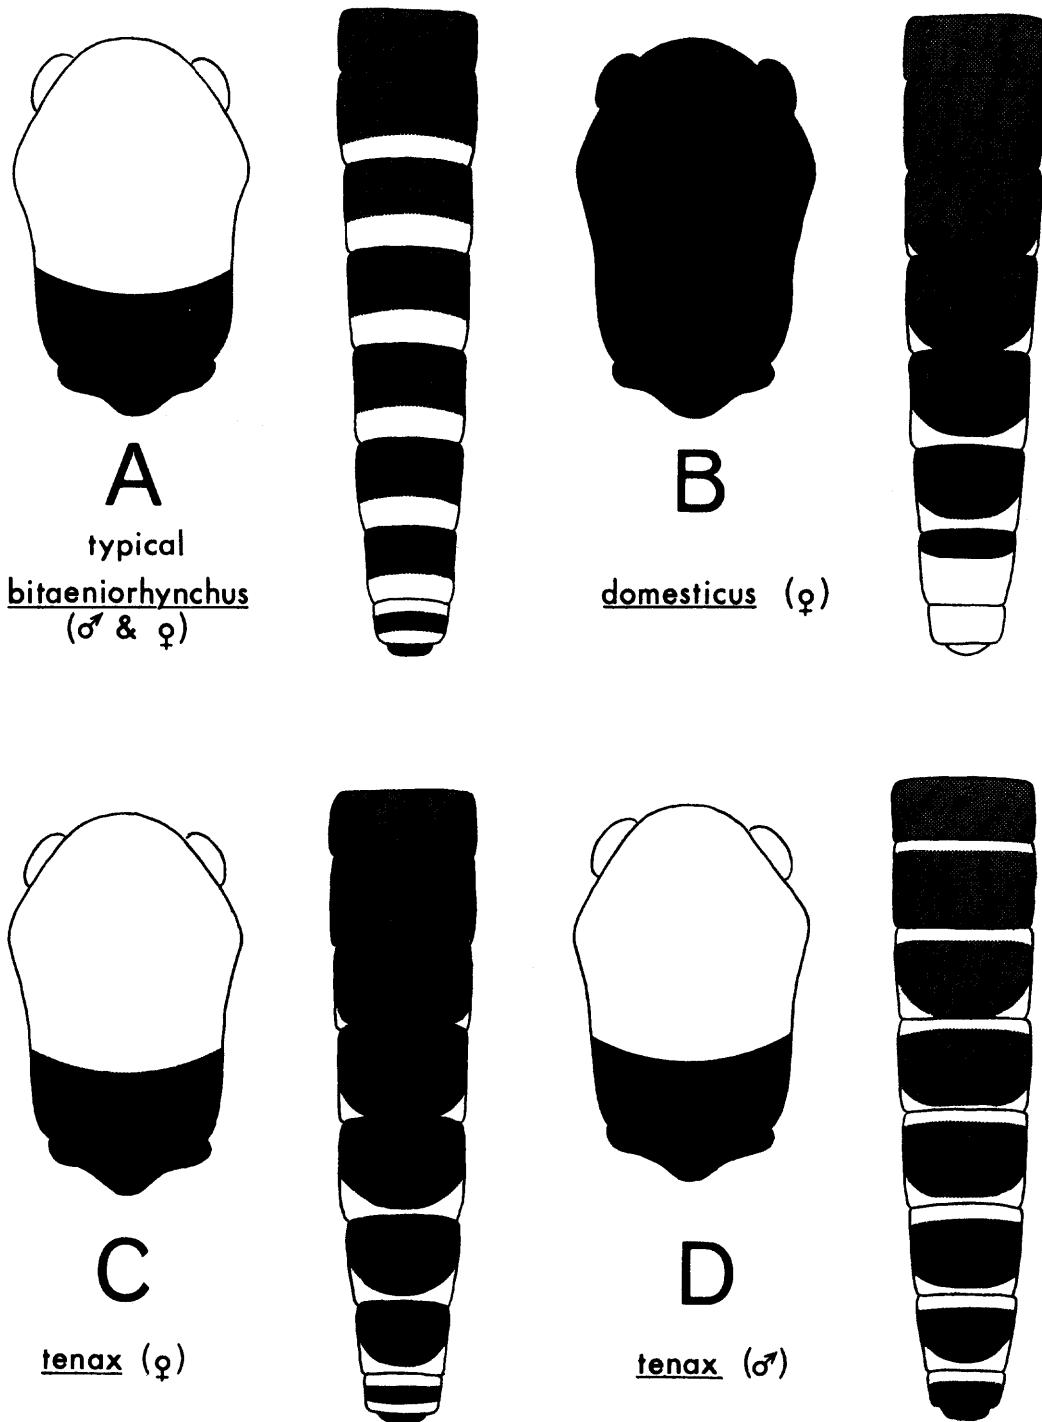 A
typical
bitaeniorhynchus
(♂ & ♀)
B
domesticus (♀)
C
tenax (♀)
D
tenax (♂)